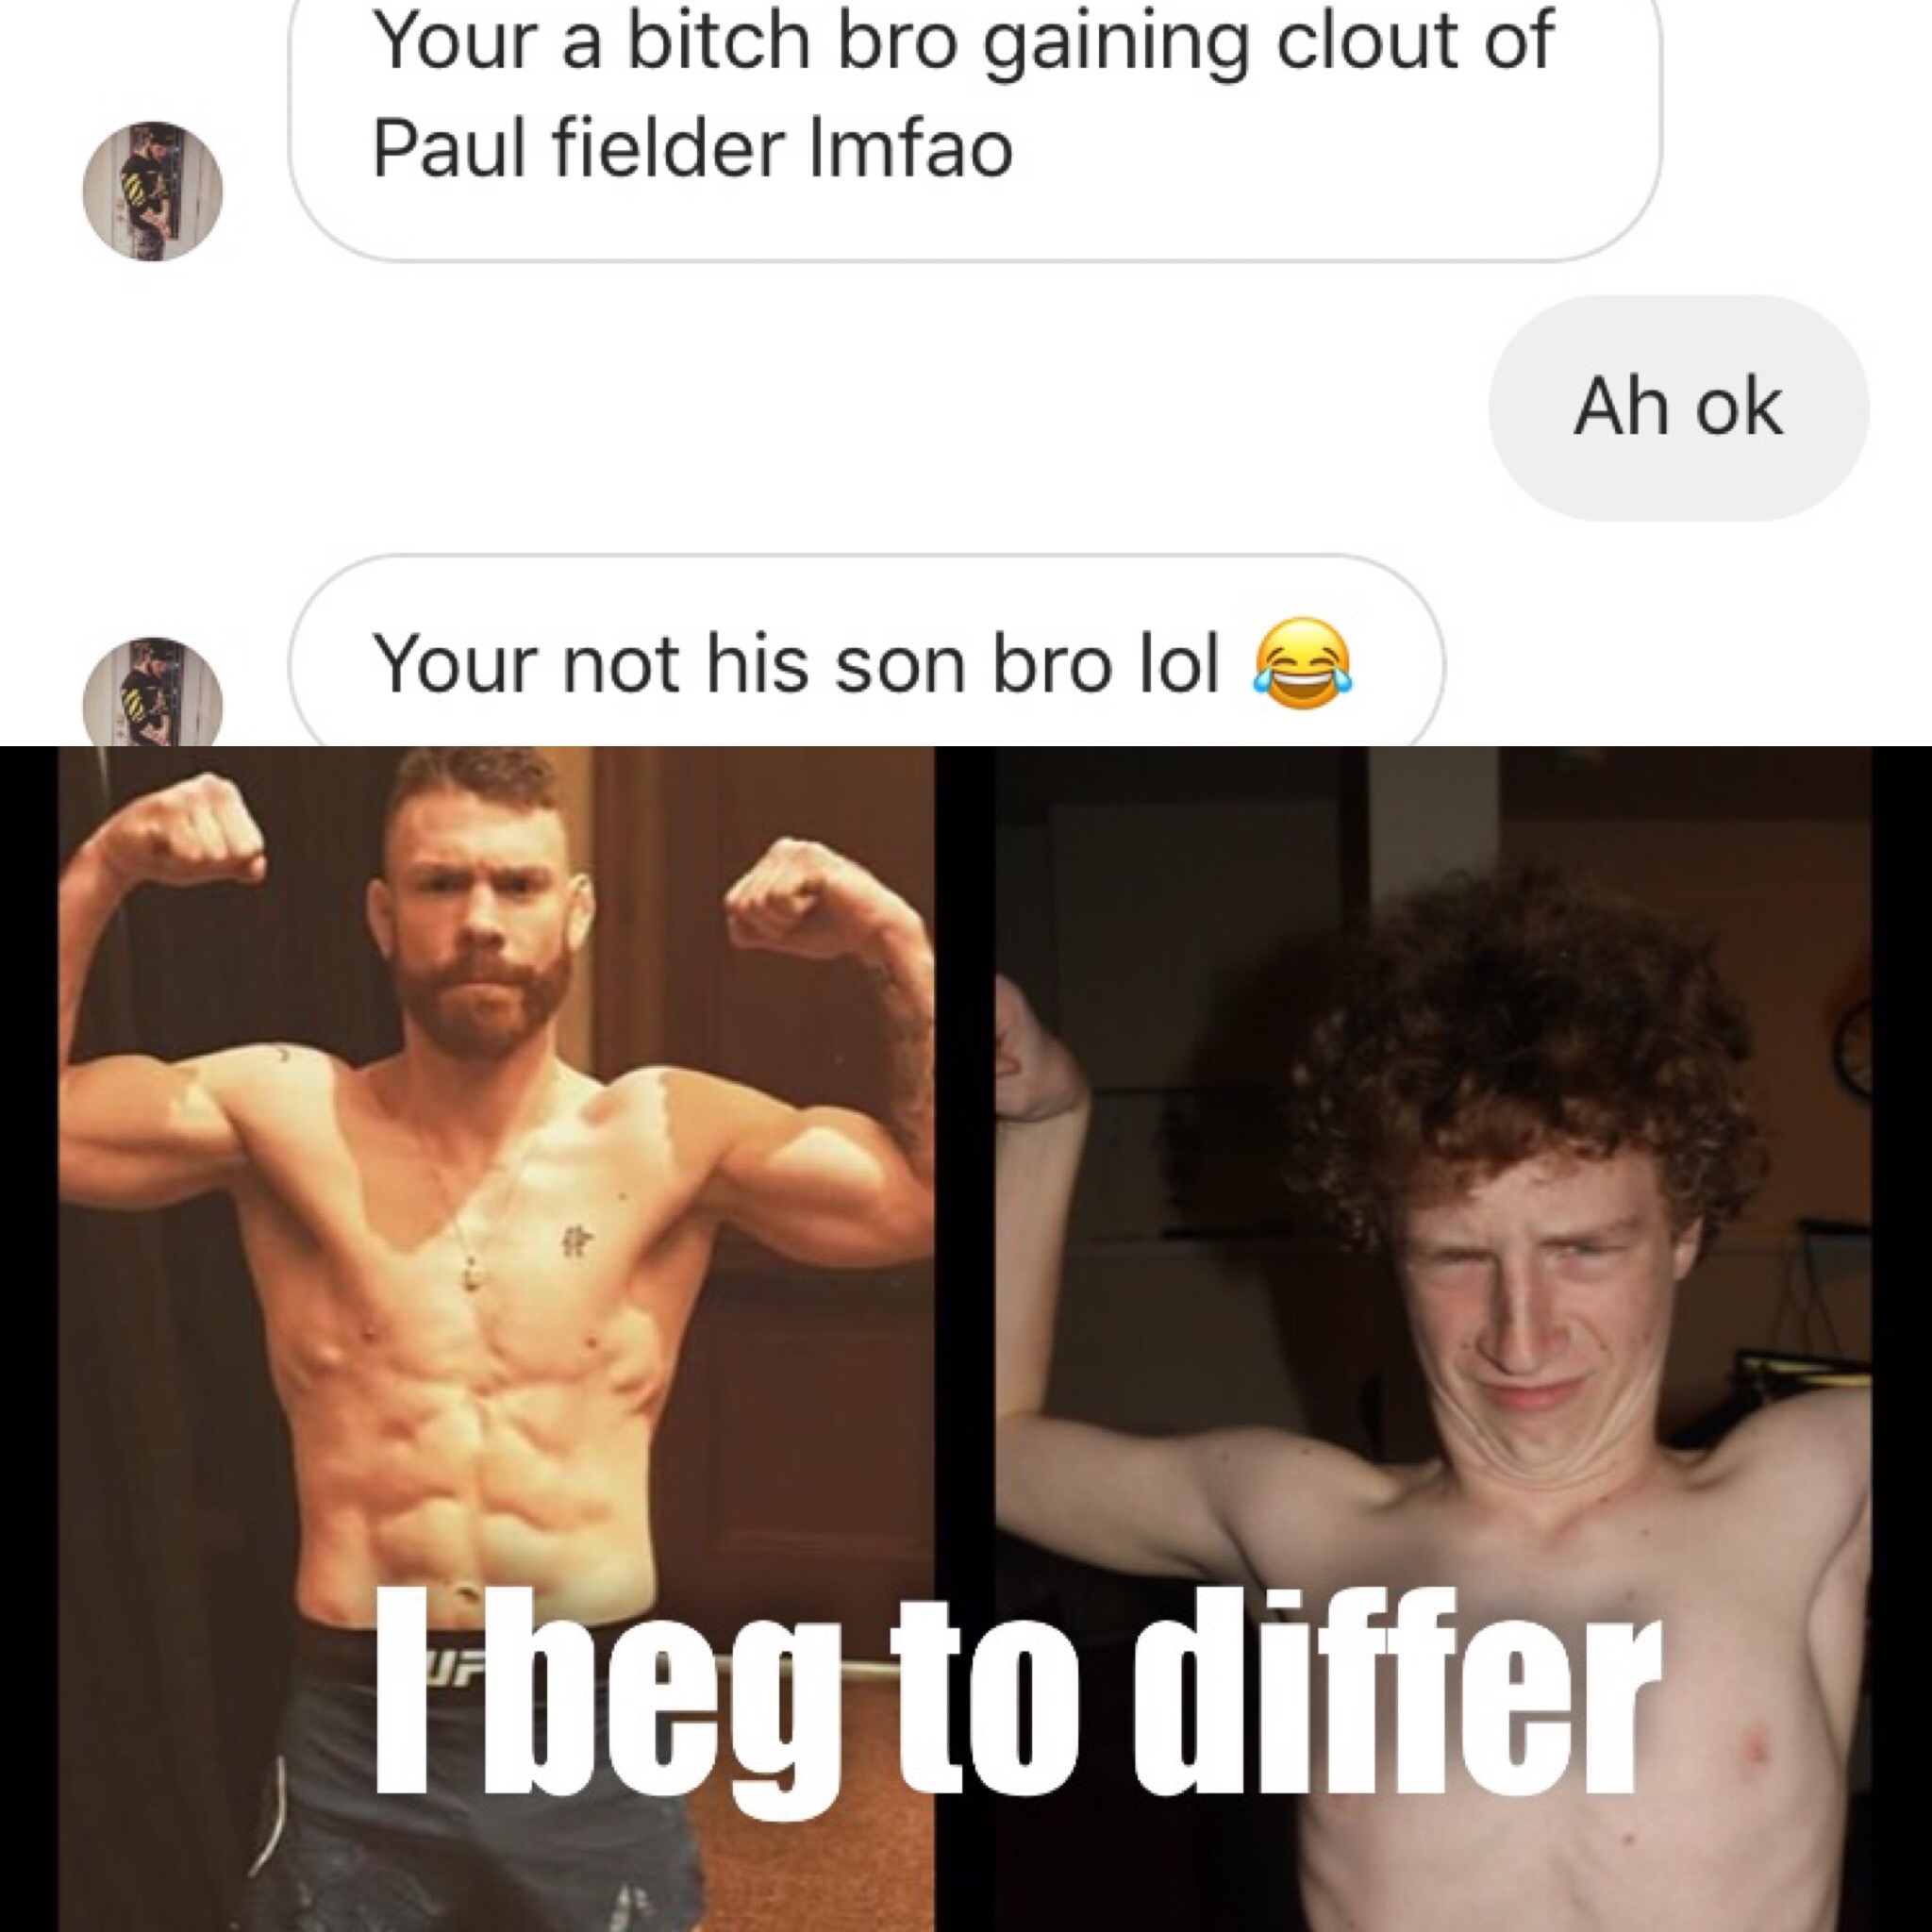 Your a bitch bro gaining clout of
Paul fielder lmfao
Ah ok
Your not his son bro lol 😂
UF
I beg to differ